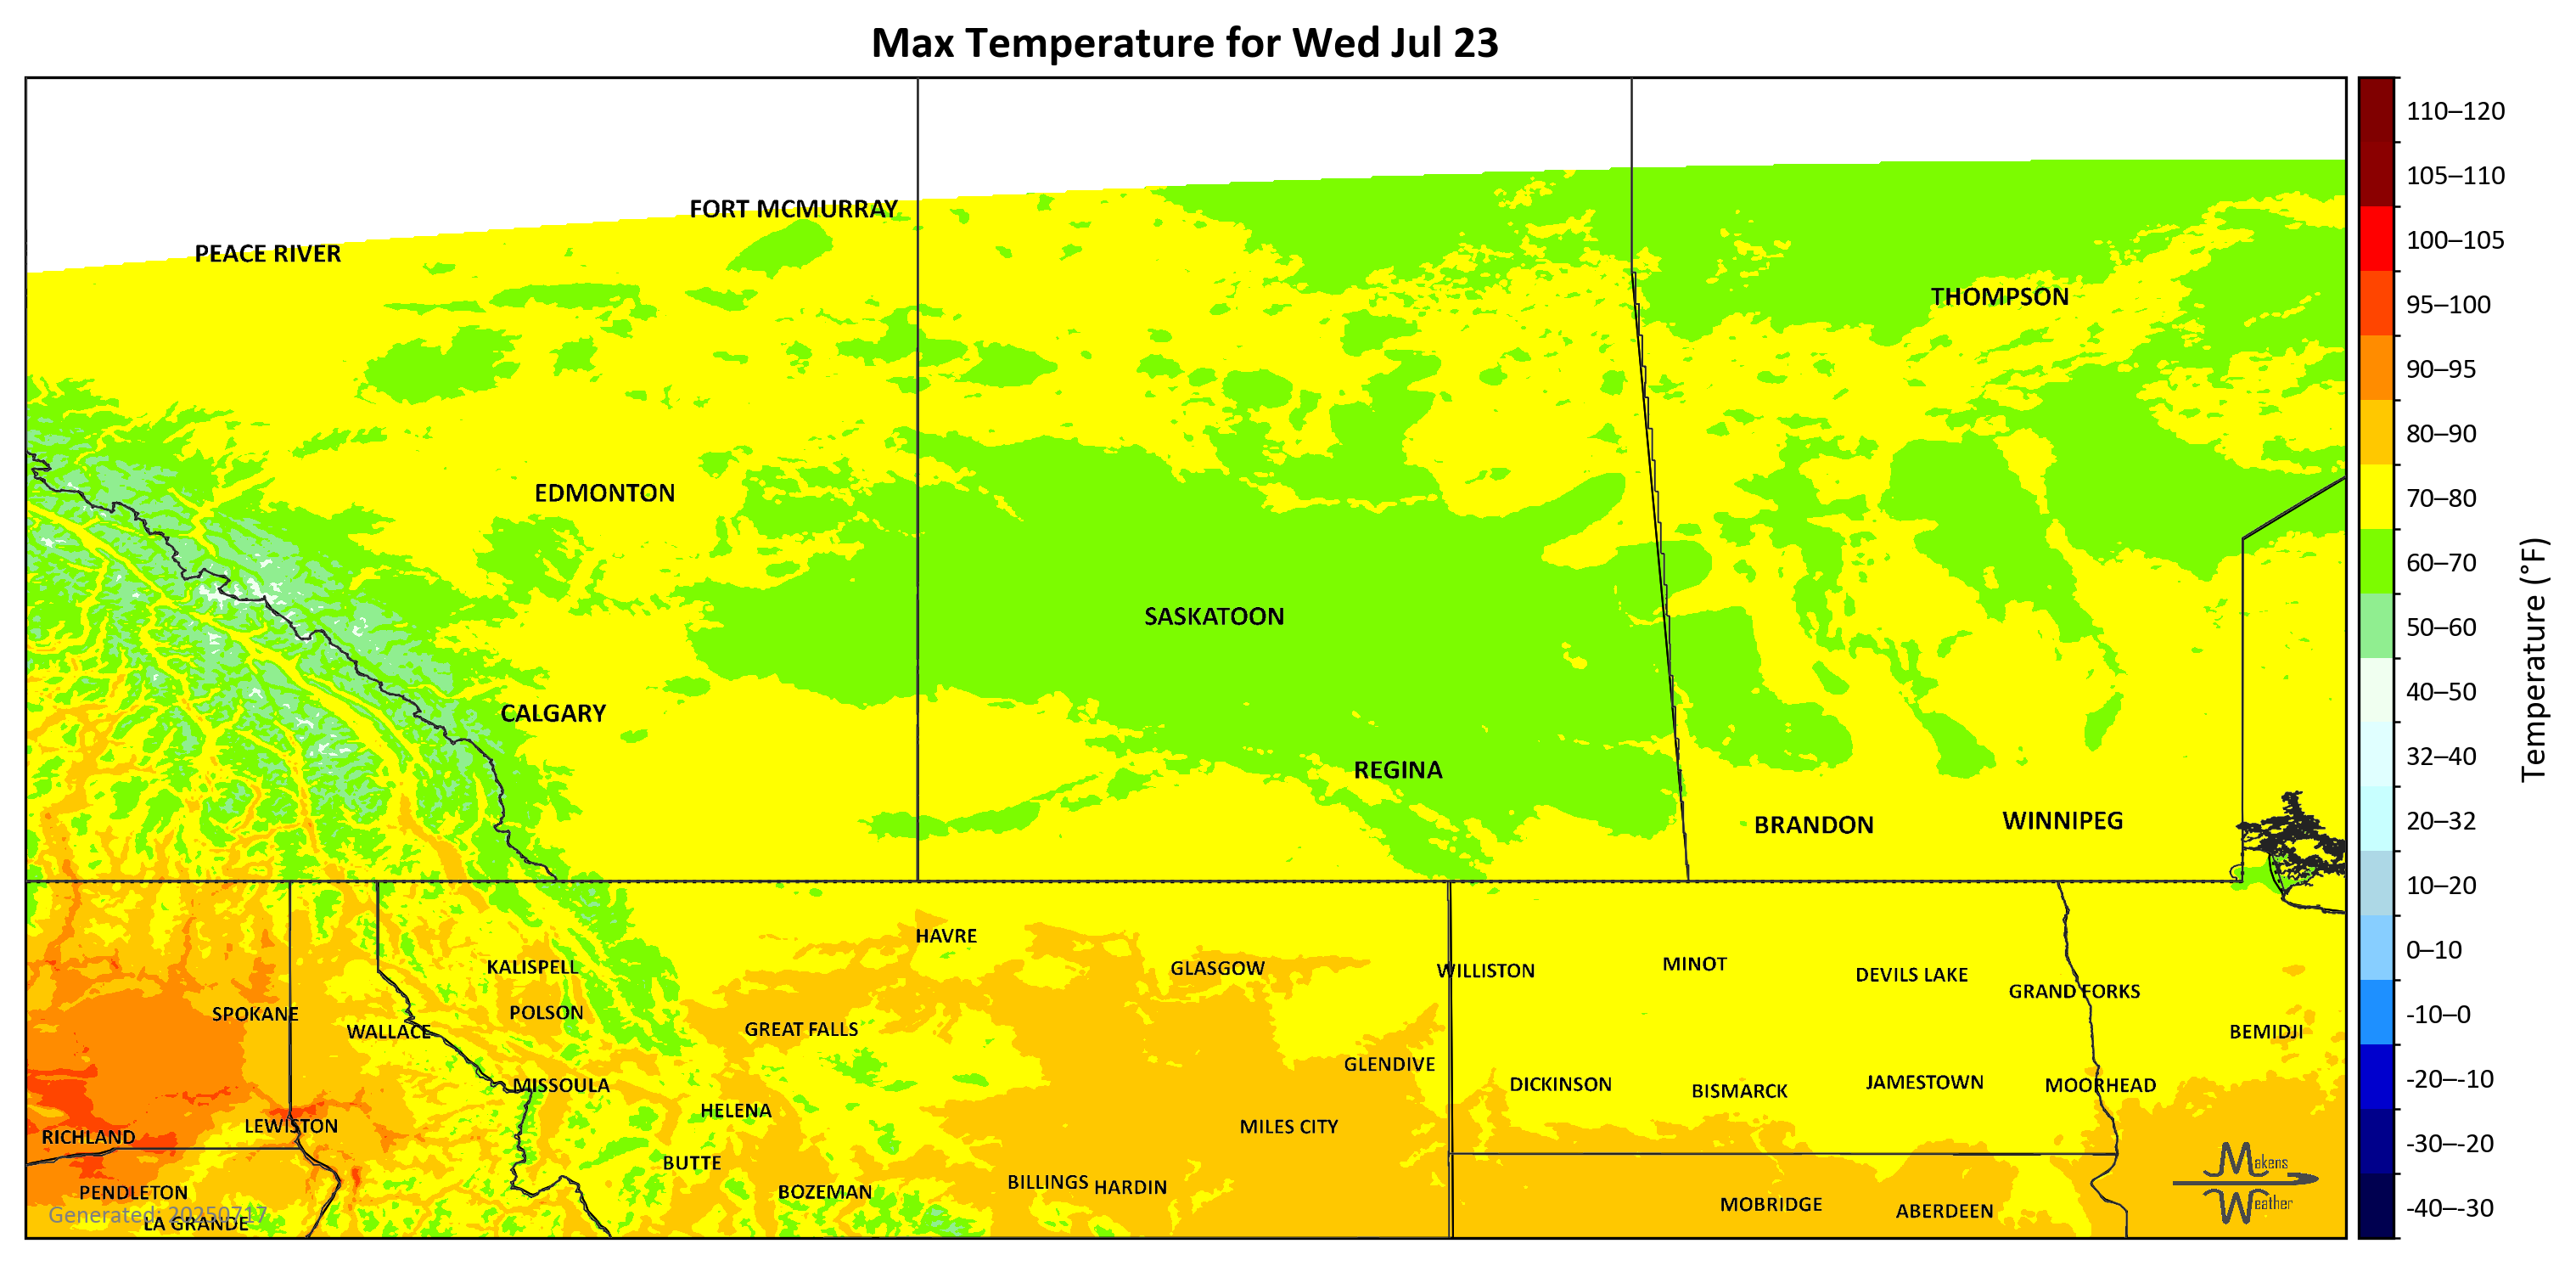 Max Temperature for Wed Jul 23
110–120
105–110
100–105
95–100
90–95
80–90
70–80
60–70
50–60
40–50
32–40
20–32
10–20
0–10
-10–0
-20–-10
-30–-20
-40–-30
Temperature (°F)
FORT MCMURRAY
PEACE RIVER
THOMPSON
EDMONTON
SASKATOON
CALGARY
REGINA
BRANDON
WINNIPEG
HAVRE
KALISPELL
GLASGOW
WILLISTON
MINOT
DEVILS LAKE
GRAND FORKS
SPOKANE
POLSON
WALLACE
GREAT FALLS
BEMIDJI
GLENDIVE
MISSOULA
DICKINSON
BISMARCK
JAMESTOWN
MOORHEAD
HELENA
LEWISTON
MILES CITY
RICHLAND
BUTTE
PENDLETON
BOZEMAN
BILLINGS
HARDIN
MOBRIDGE
ABERDEEN
Generated: 20250717
LA GRANDE
Makens
Weather